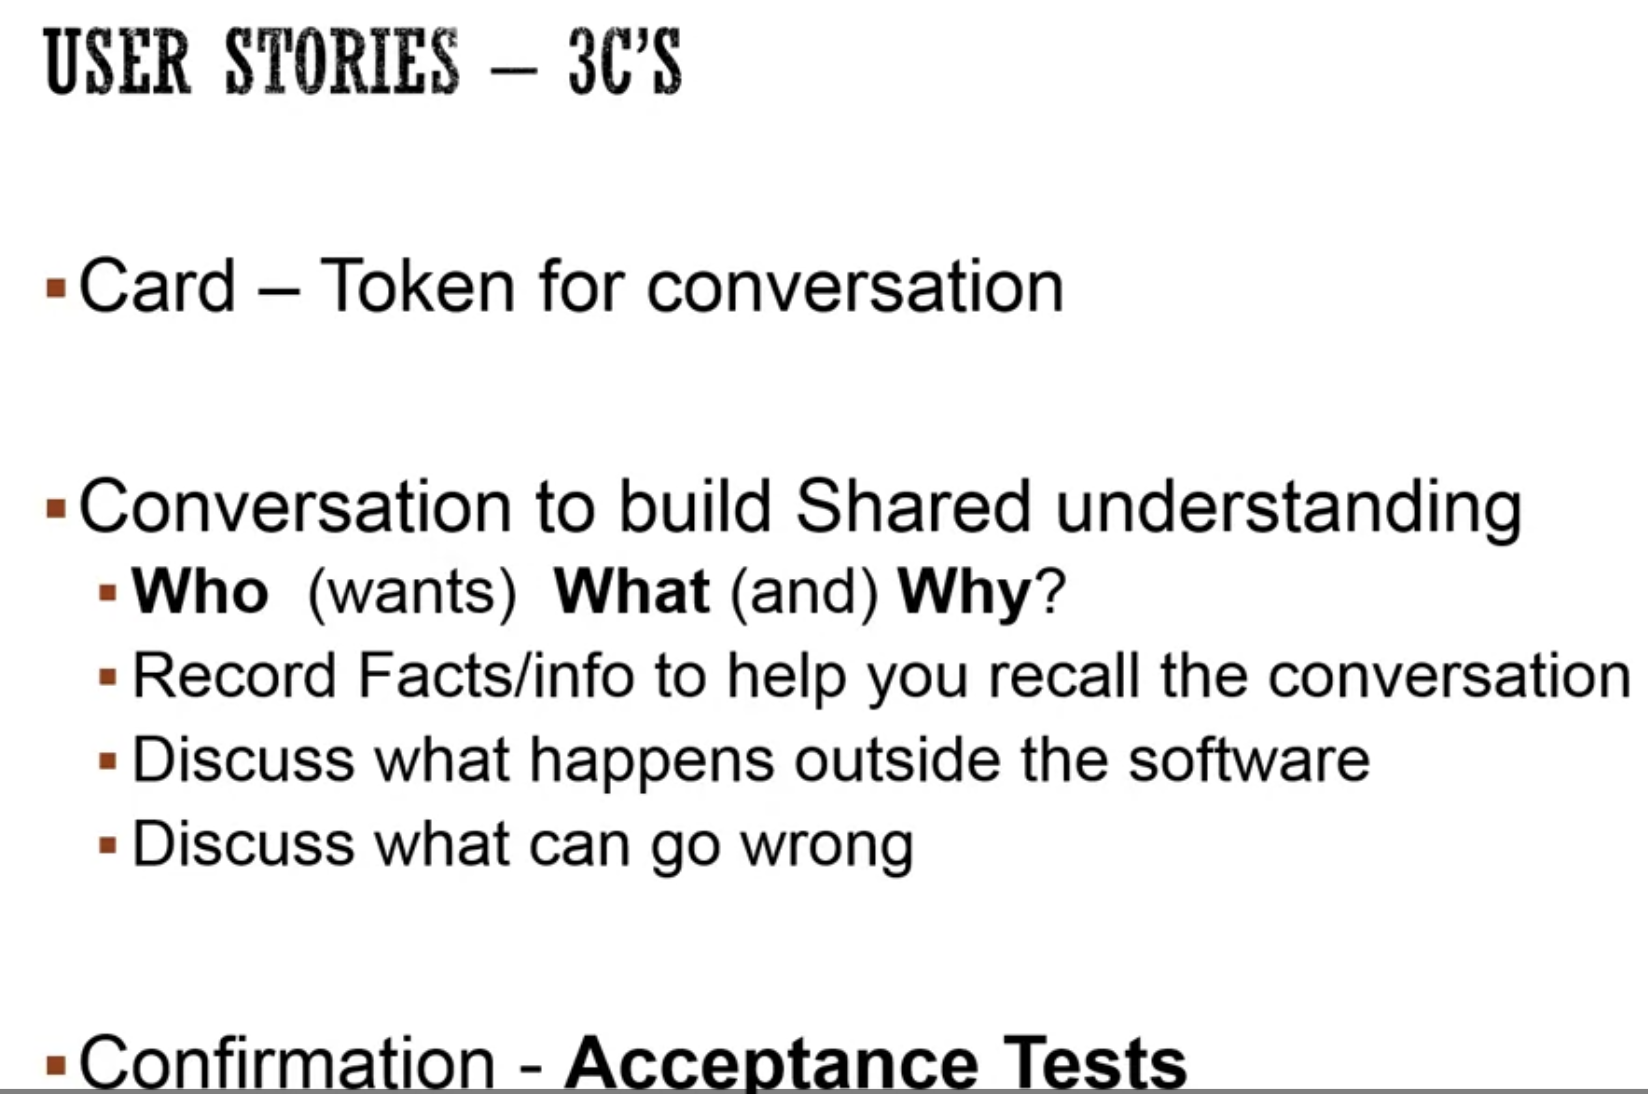 USER STORIES – 3C'S
Card – Token for conversation
Conversation to build Shared understanding
Who (wants) What (and) Why?
Record Facts/info to help you recall the conversation
Discuss what happens outside the software
Discuss what can go wrong
Confirmation - Acceptance Tests